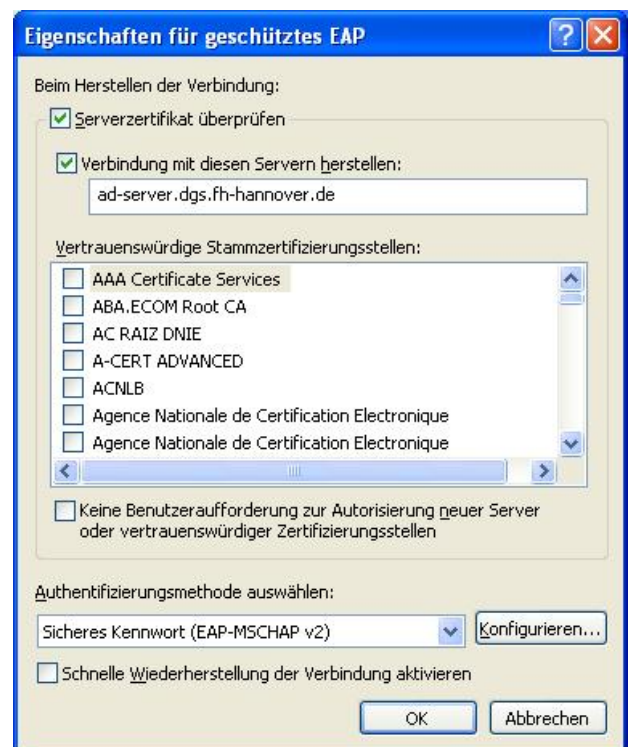 Eigenschaften für geschütztes EAP
Beim Herstellen der Verbindung:
Serverzertifikat überprüfen
Verbindung mit diesen Servern herstellen:
ad-server.dgs.fh-hannover.de
Vertrauenswürdige Stammzertifizierungsstellen:
AAA Certificate Services
ABA.ECOM Root CA
AC RAIZ DNIE
A-CERT ADVANCED
ACNLB
Agence Nationale de Certification Electronique
Agence Nationale de Certification Electronique
Keine Benutzeraufforderung zur Autorisierung neuer Server
oder vertrauenswürdiger Zertifizierungsstellen
Authentifizierungsmethode auswählen:
Sicheres Kennwort (EAP-MSCHAP v2)
Konfigurieren...
Schnelle Wiederherstellung der Verbindung aktivieren
OK
Abbrechen